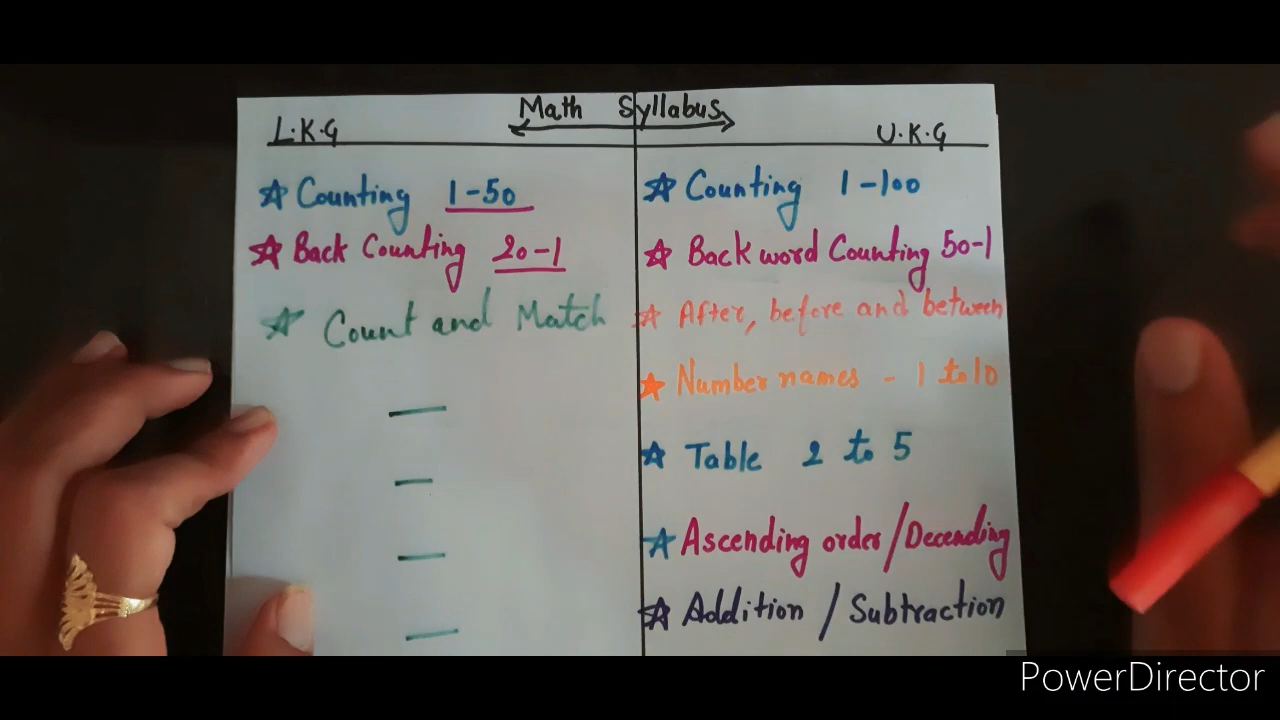 Math Syllabus
L.K.G
Counting 1-50
Back Counting 20-1
Count and Match
U.K.G
Counting 1-100
Back word Counting 50-1
After, before and between
Number names - 1 to 10
Table 2 to 5
Ascending order/Decending
Addition / Subtraction
PowerDirector